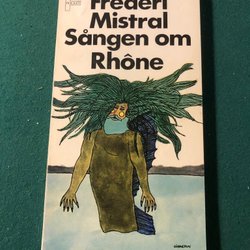 Frederi
Mistral
Sången om
Rhône